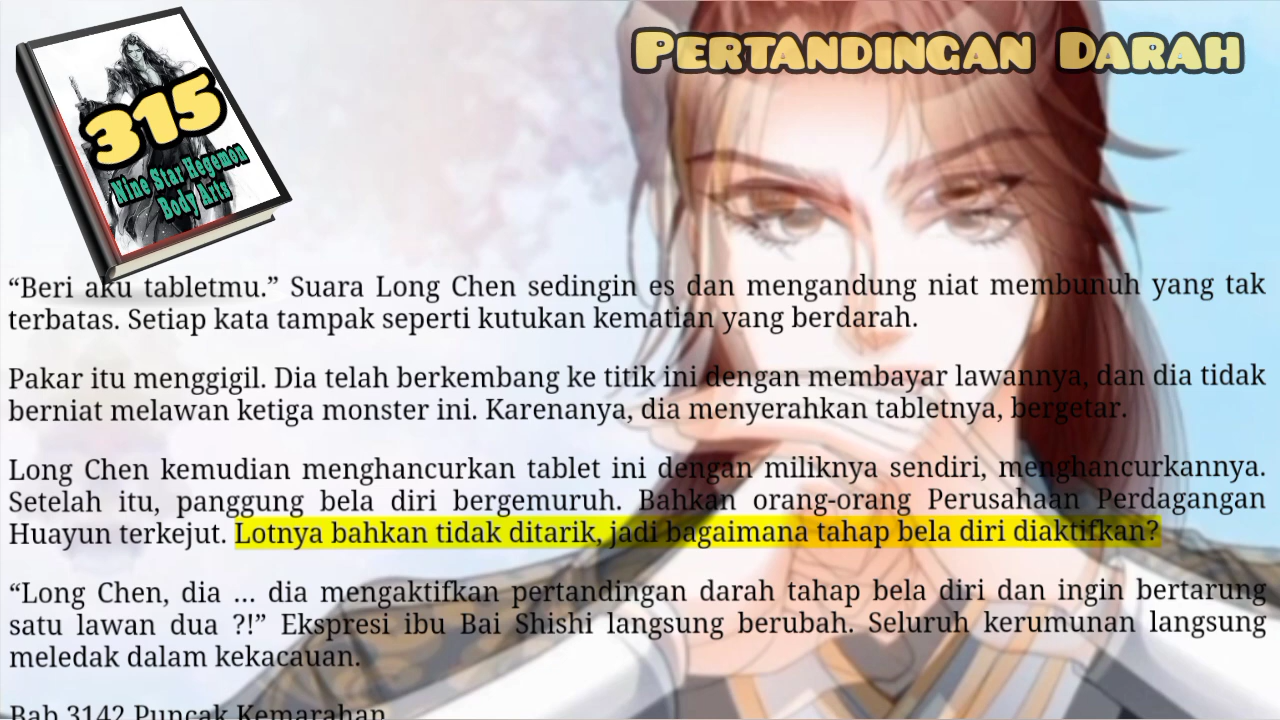 PERTANDINGAN DARAH
315
Nine Star Hegemon
Body Arts
“Beri aku tabletmu.” Suara Long Chen sedingin es dan mengandung niat membunuh yang tak
terbatas. Setiap kata tampak seperti kutukan kematian yang berdarah.
Pakar itu menggigil. Dia telah berkembang ke titik ini dengan membayar lawannya, dan dia tidak
berniat melawan ketiga monster ini. Karenanya, dia menyerahkan tabletnya, bergetar.
Long Chen kemudian menghancurkan tablet ini dengan miliknya sendiri, menghancurkannya.
Setelah itu, panggung bela diri bergemuruh. Bahkan orang-orang Perusahaan Perdagangan
Huayun terkejut. Lotnya bahkan tidak ditarik, jadi bagaimana tahap bela diri diaktifkan?
“Long Chen, dia ... dia mengaktifkan pertandingan darah tahap bela diri dan ingin bertarung
satu lawan dua ?!” Ekspresi ibu Bai Shishi langsung berubah. Seluruh kerumunan langsung
meledak dalam kekacauan.
Bab 3142 Puncak Kemarahan